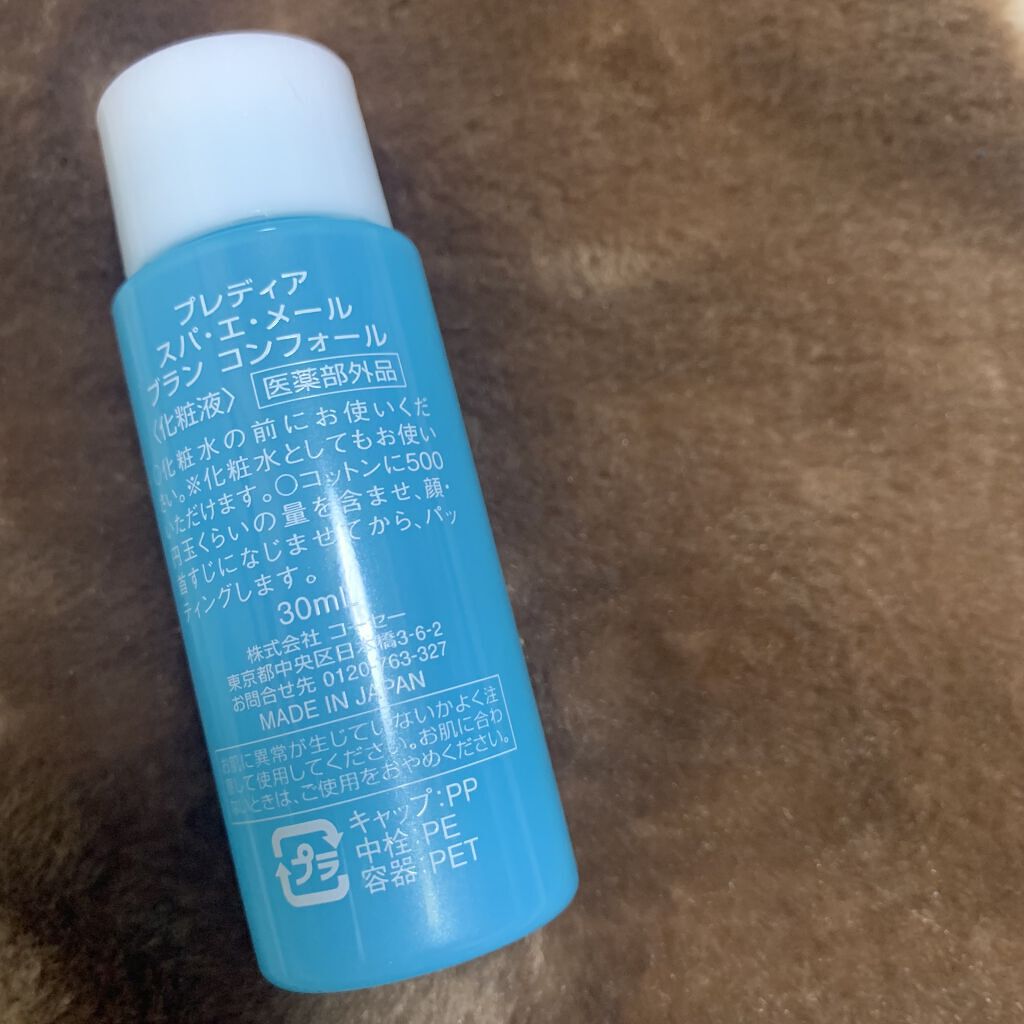 プレディア
スパ・エ・メール
ブラン コンフォール
〈化粧液〉 医薬部外品
○化粧水の前にお使いくだ
さい。※化粧水としてもお使い
いただけます。○コットンに500
円玉くらいの量を含ませ、顔・
首すじになじませてから、パッ
ティングします。
30mL
株式会社 コーセー
東京都中央区日本橋3-6-2
お問合せ先 0120-763-327
MADE IN JAPAN
お肌に異常が生じていないかよく注
意して使用してください。お肌に合わ
ないときは、ご使用をおやめください。
プラ
キャップ:PP
中栓:PE
容器:PET